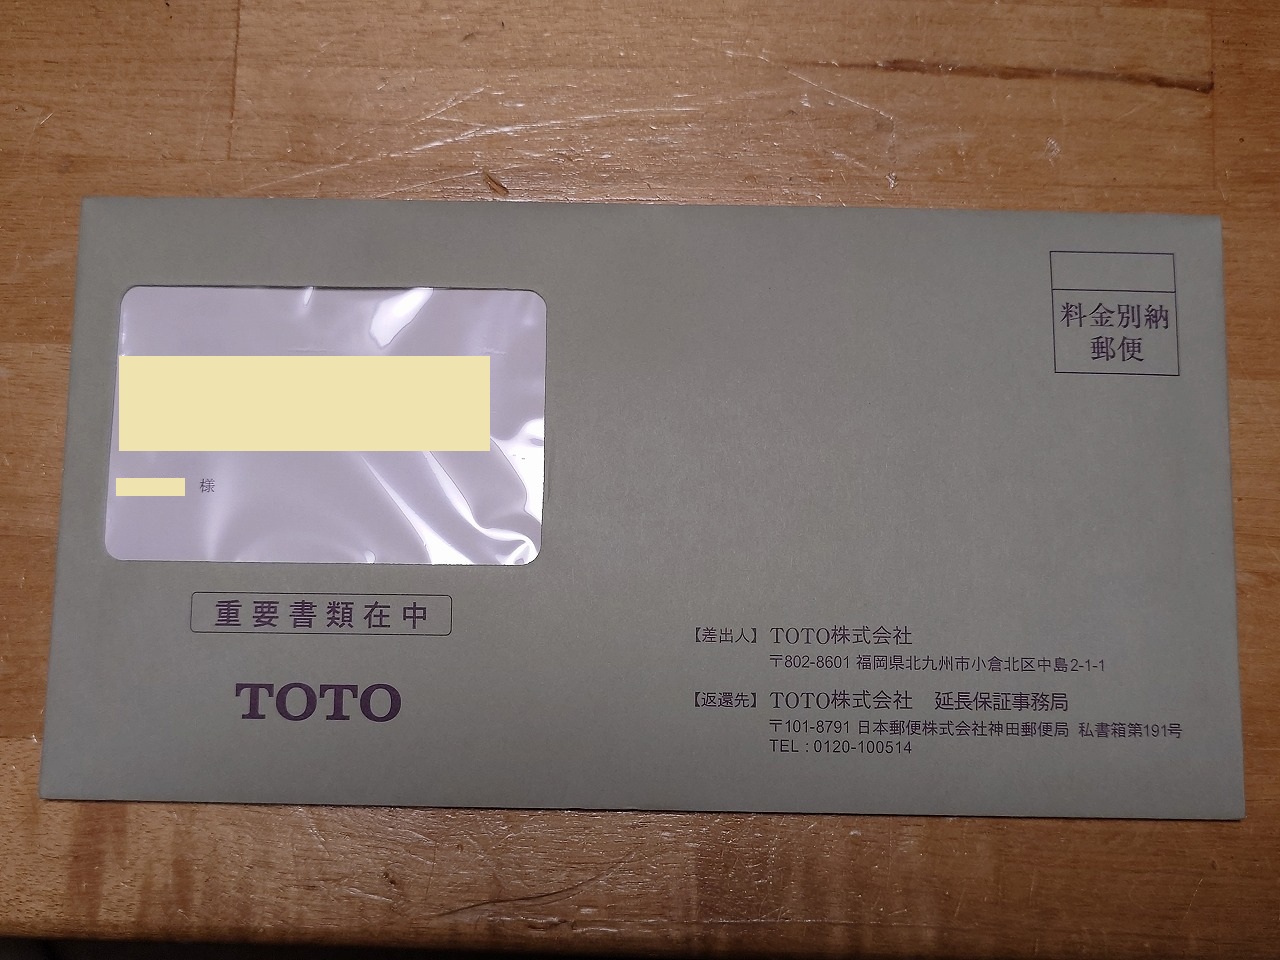 料金別納
郵便
様
重要書類在中
TOTO
【差出人】 TOTO株式会社
〒802-8601 福岡県北九州市小倉北区中島2-1-1
【返還先】 TOTO株式会社 延長保証事務局
〒101-8791 日本郵便株式会社神田郵便局 私書箱第191号
TEL : 0120-100514